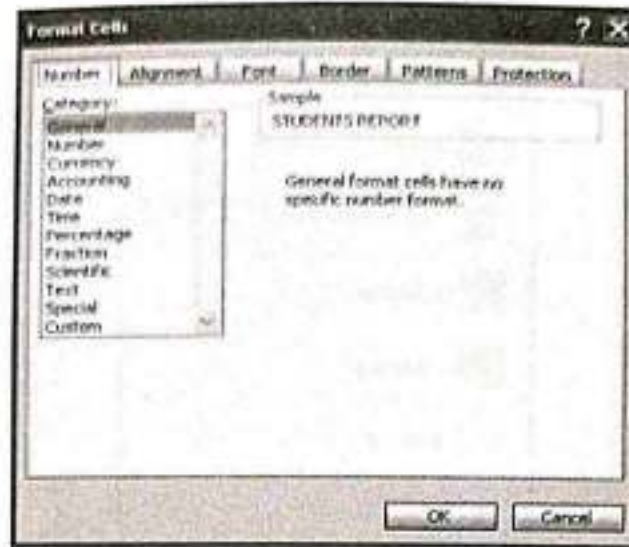 Format Cells
Number Alignment Font Border Patterns Protection
Category:
General
Number
Currency
Accounting
Date
Time
Percentage
Fraction
Scientific
Text
Special
Custom
Sample
STUDENTS REPORT
General format cells have no
specific number format.
OK Cancel